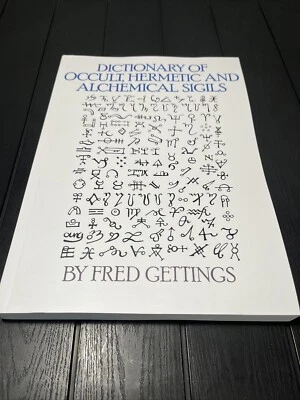 DICTIONARY OF
OCCULT, HERMETIC AND
ALCHEMICAL SIGILS
BY FRED GETTINGS